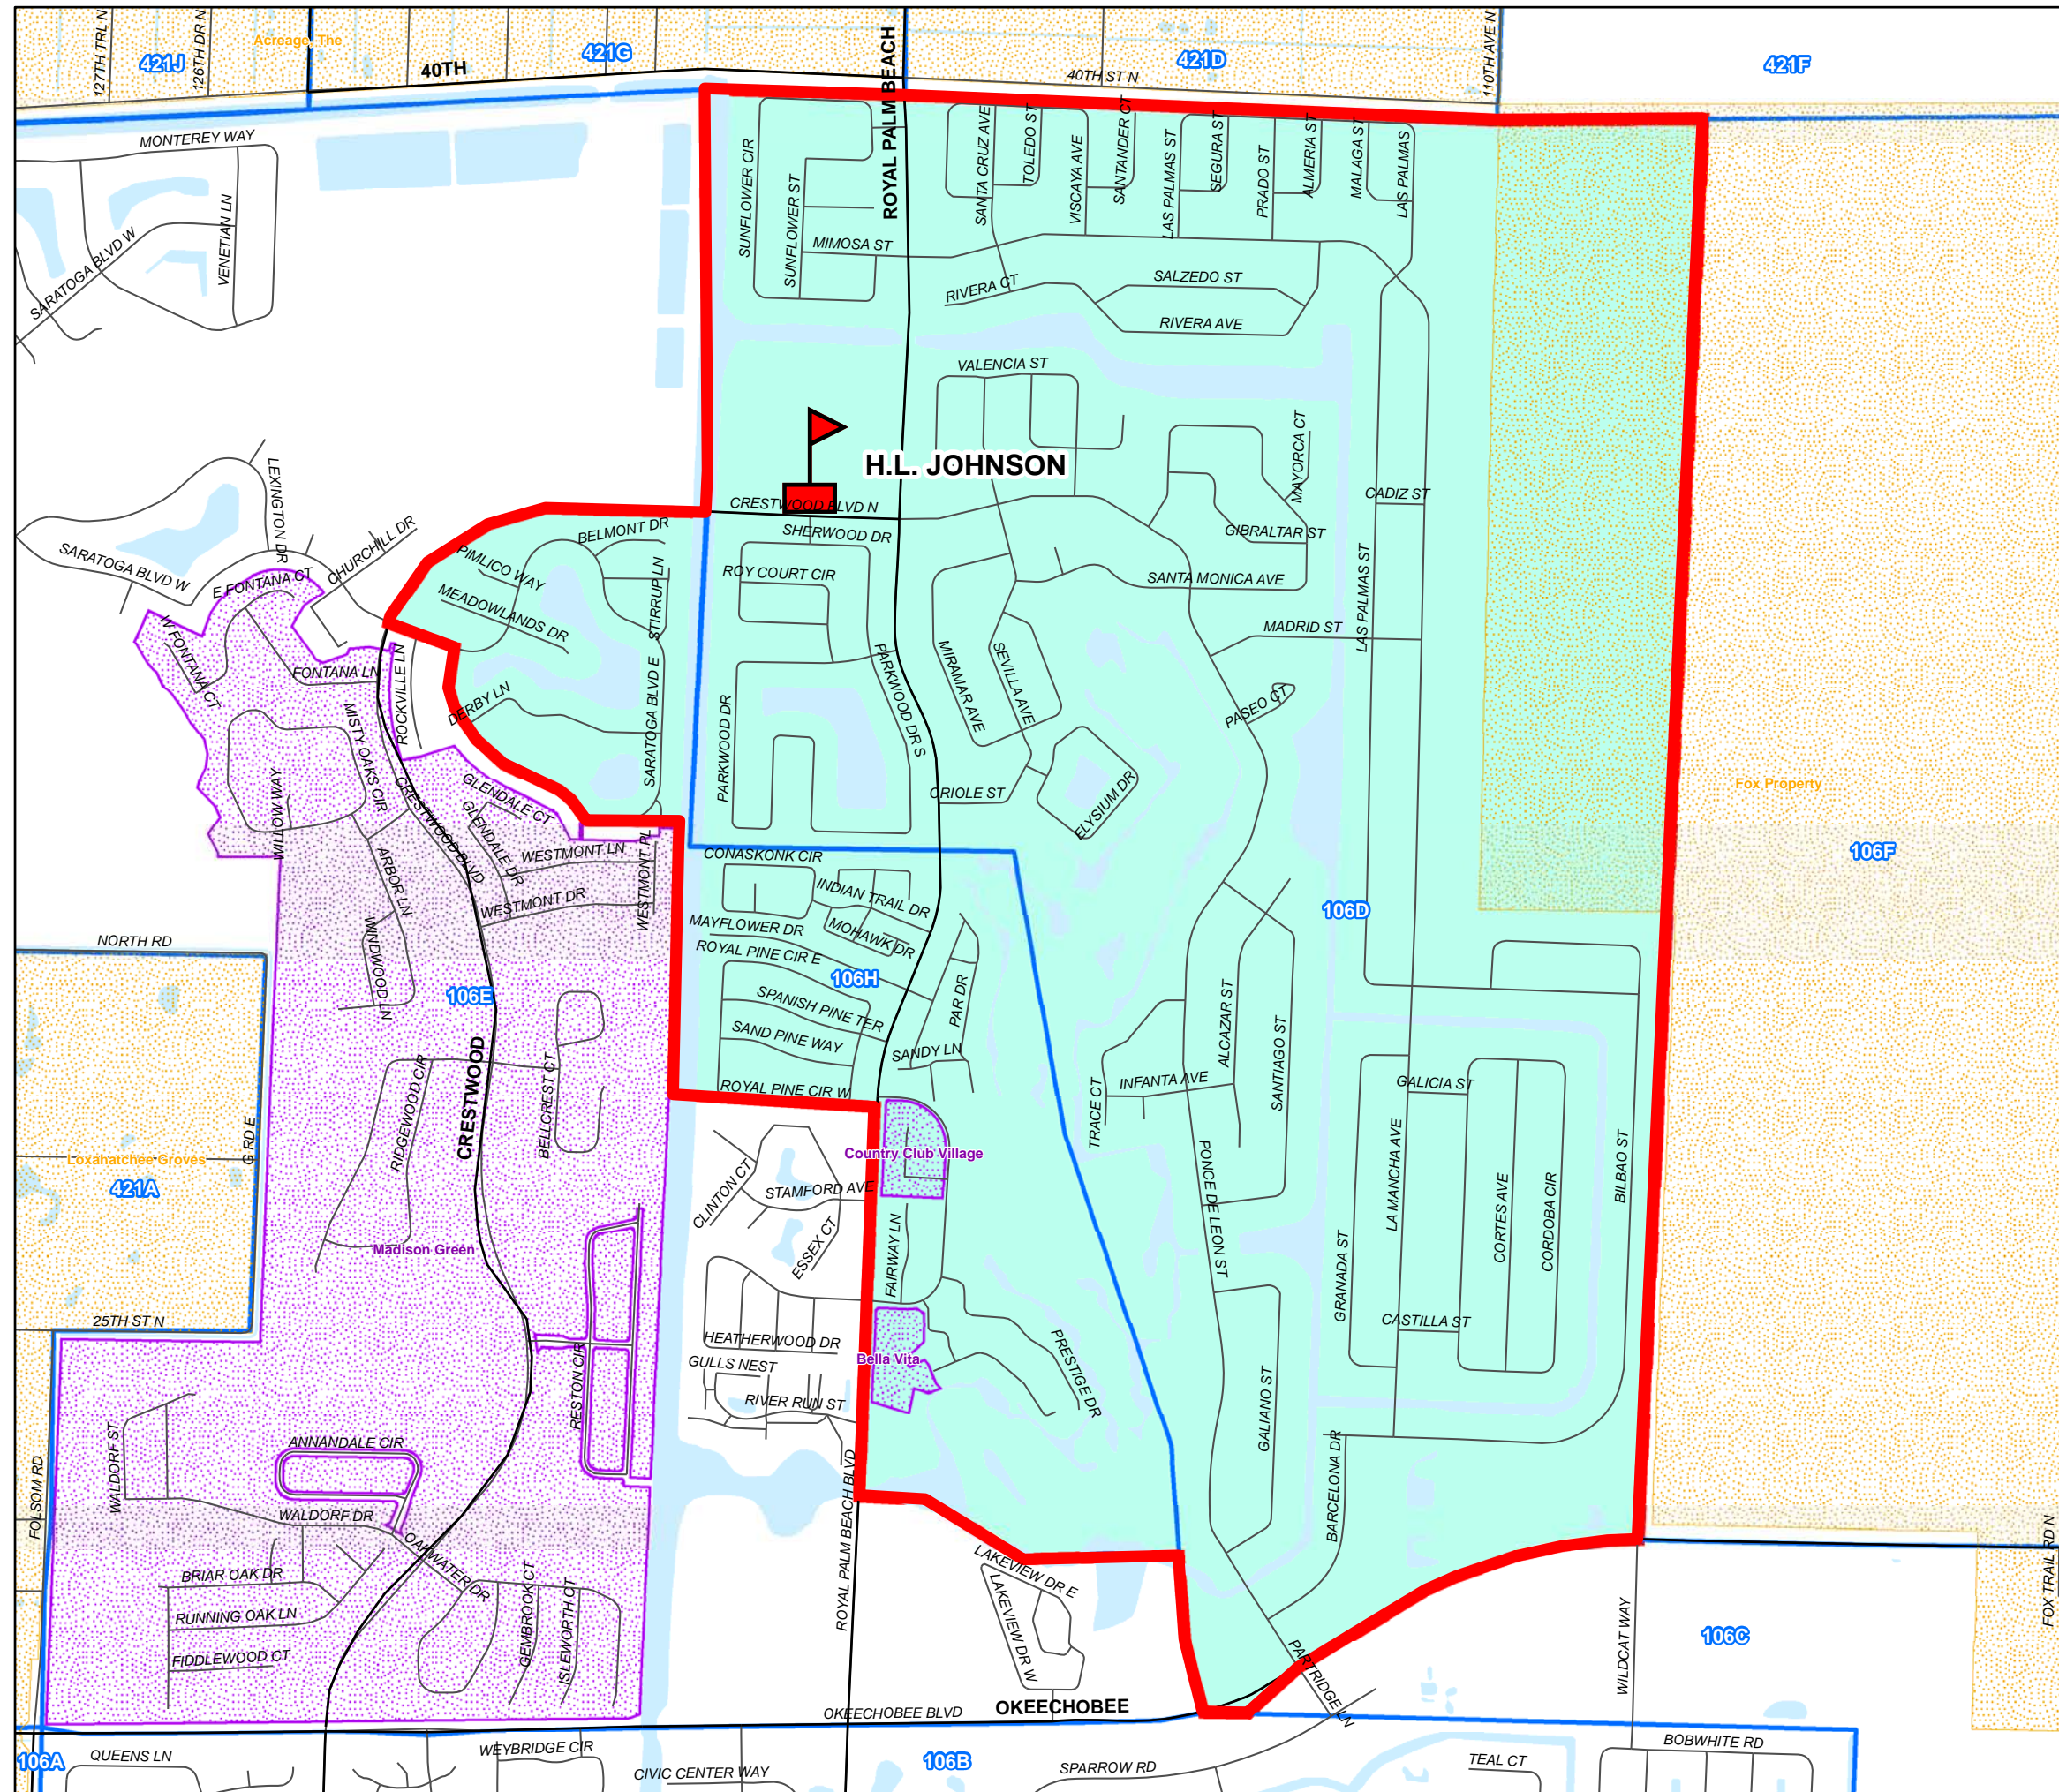 127TH TRL N
126TH DR N
Acreage, The
421J
421G
40TH
ROYAL PALM BEACH
421D
40TH ST N
110TH AVE N
421F
MONTEREY WAY
VENETIAN LN
SARATOGA BLVD W
SUNFLOWER CIR
SUNFLOWER ST
MIMOSA ST
SANTA CRUZ AVE
TOLEDO ST
VISCAYA AVE
SANTANDER CT
LAS PALMAS ST
SEGURA ST
PRADO ST
ALMERIA ST
MALAGA ST
LAS PALMAS
RIVERA CT
SALZEDO ST
RIVERA AVE
VALENCIA ST
H.L. JOHNSON
MAYORCA CT
CADIZ ST
CRESTWOOD BLVD N
SHERWOOD DR
GIBRALTAR ST
LEXINGTON DR
CHURCHILL DR
SARATOGA BLVD W
E FONTANA CT
W FONTANA CT
FONTANA LN
BELMONT DR
PIMLICO WAY
MEADOWLANDS DR
STIRRUP LN
ROY COURT CIR
SANTA MONICA AVE
LAS PALMAS ST
MADRID ST
MIRAMAR AVE
SEVILLA AVE
PARKWOOD DR S
PARKWOOD DR
SARATOGA BLVD E
DERBY LN
ROCKVILLE LN
MISTY OAKS CIR
WILLOW WAY
CRESTWOOD BLVD
GLENDALE CT
GLENDALE DR
PASEO CT
ORIOLE ST
ELYSIUM DR
Fox Property
106F
ARBOR LN
WINDWOOD LN
WESTMONT LN
WESTMONT DR
WESTMONT PL
CONASKONK CIR
INDIAN TRAIL DR
MAYFLOWER DR
MOHAWK DR
106D
NORTH RD
106E
ROYAL PINE CIR E
106H
SPANISH PINE TER
SAND PINE WAY
PAR DR
SANDY LN
ROYAL PINE CIR W
ALCAZAR ST
SANTIAGO ST
INFANTA AVE
TRACE CT
GALICIA ST
CRESTWOOD
RIDGEWOOD CIR
BELLCREST CT
G RD E
Loxahatchee Groves
421A
Country Club Village
CLINTON CT
STAMFORD AVE
ESSEX CT
FAIRWAY LN
PONCE DE LEON ST
LA MANCHA AVE
CORTES AVE
CORDOBA CIR
BILBAO ST
GRANADA ST
CASTILLA ST
Madison Green
25TH ST N
RESTON CIR
HEATHERWOOD DR
GULLS NEST
RIVER RUN ST
Bella Vita
PRESTIGE DR
GALIANO ST
BARCELONA DR
WALDORF ST
ANNANDALE CIR
WALDORF DR
FOLSOM RD
OAKWATER DR
BRIAR OAK DR
RUNNING OAK LN
FIDDLEWOOD CT
GEMBROOK CT
ISLEWORTH CT
ROYAL PALM BEACH BLVD
LAKEVIEW DR E
LAKEVIEW DR W
PARTRIDGE LN
WILDCAT WAY
106C
FOX TRAIL RD N
OKEECHOBEE BLVD
OKEECHOBEE
106A
QUEENS LN
WEYBRIDGE CIR
CIVIC CENTER WAY
106B
SPARROW RD
TEAL CT
BOBWHITE RD